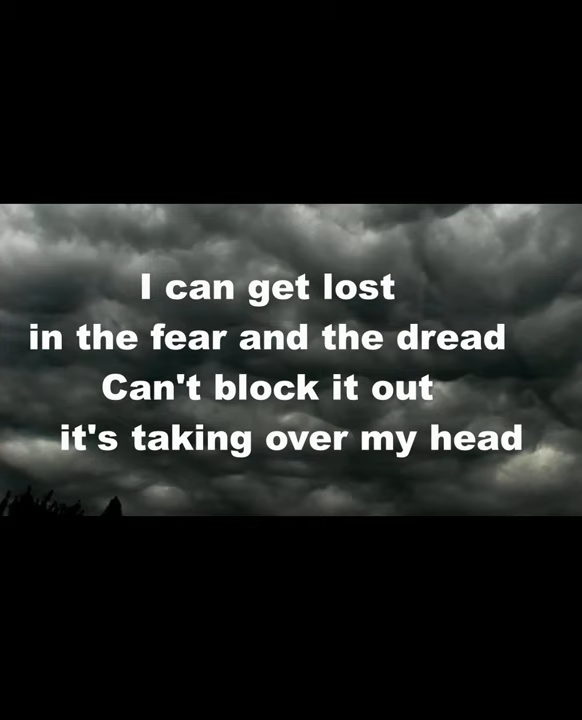 I can get lost
in the fear and the dread
Can't block it out
it's taking over my head